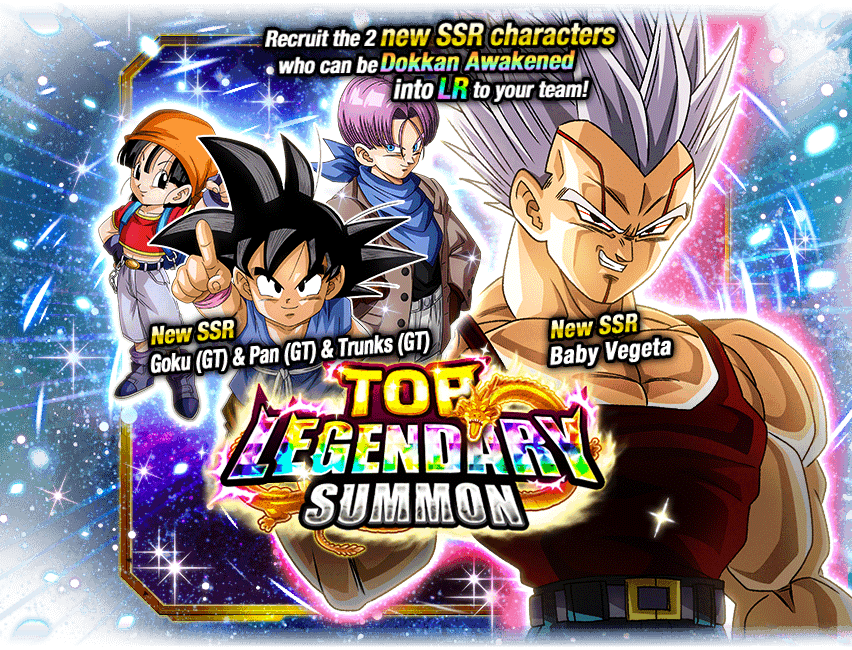 Recruit the 2 new SSR characters
who can be Dokkan Awakened
into LR to your team!
New SSR
Goku (GT) & Pan (GT) & Trunks (GT)
New SSR
Baby Vegeta
TOP
LEGENDARY
SUMMON